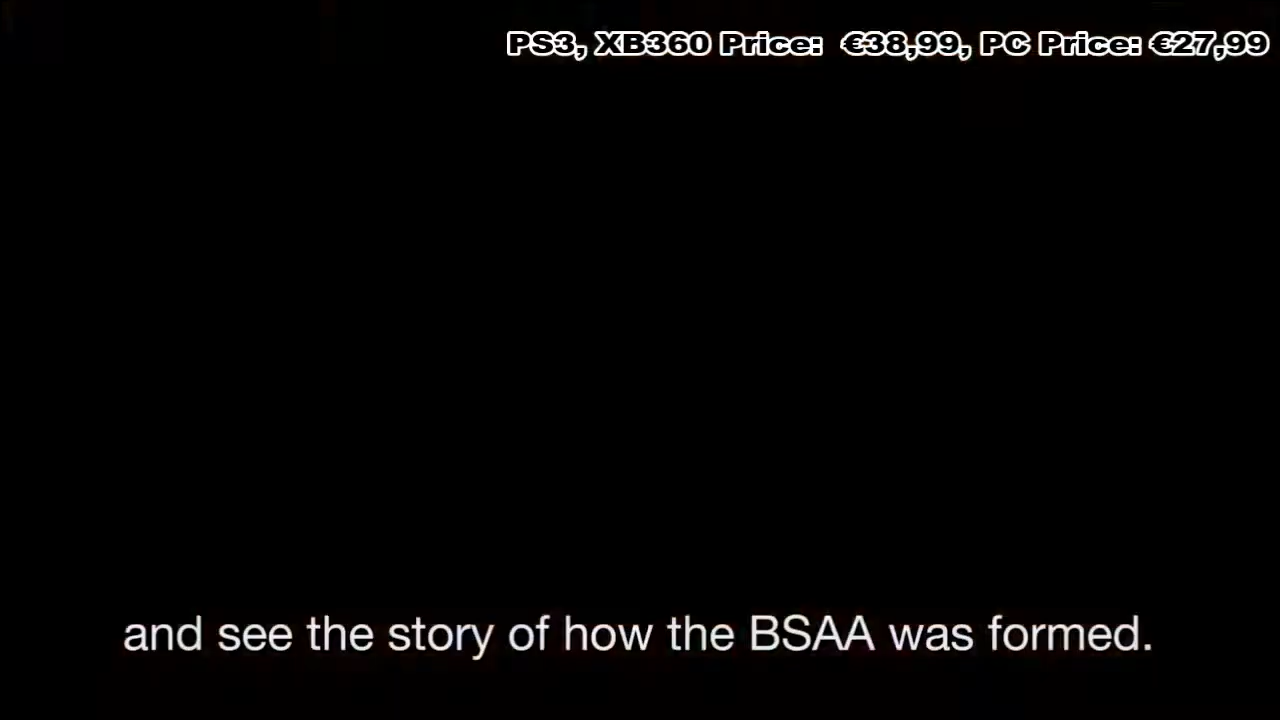 PS3, XB360 Price: €38,99, PC Price: €27,99
and see the story of how the BSAA was formed.